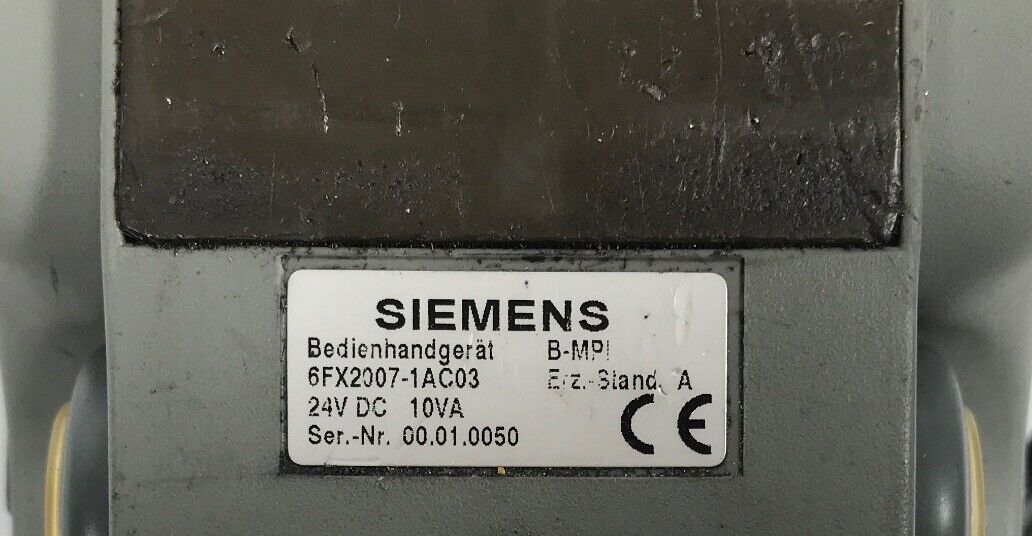 SIEMENS
Bedienhandgerät B-MPI
6FX2007-1AC03 Erz.-Stand. A
24V DC 10VA
Ser.-Nr. 00.01.0050
CE